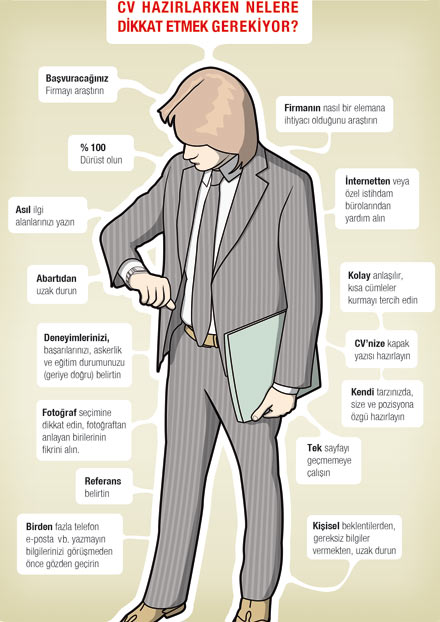 CV HAZIRLARKEN NELERE
DİKKAT ETMEK GEREKİYOR?
Başvuracağınız
Firmayı araştırın
Firmanın nasıl bir elemana
ihtiyacı olduğunu araştırın
% 100
Dürüst olun
İnternetten veya
özel istihdam
bürolarından
yardım alın
Asıl ilgi
alanlarınızı yazın
Abartıdan
uzak durun
Kolay anlaşılır,
kısa cümleler
kurmayı tercih edin
Deneyimlerinizi,
başarılarınızı, askerlik
ve eğitim durumunuzu
(geriye doğru) belirtin
CV'nize kapak
yazısı hazırlayın
Kendi tarzınızda,
size ve pozisyona
özgü hazırlayın
Fotoğraf seçimine
dikkat edin, fotoğraftan
anlayan birilerinin
fikrini alın.
Tek sayfayı
geçmemeye
çalışın
Referans
belirtin
Birden fazla telefon
e-posta vb. yazmayın
bilgilerinizi görüşmeden
önce gözden geçirin
Kişisel beklentilerden,
gereksiz bilgiler
vermekten, uzak durun